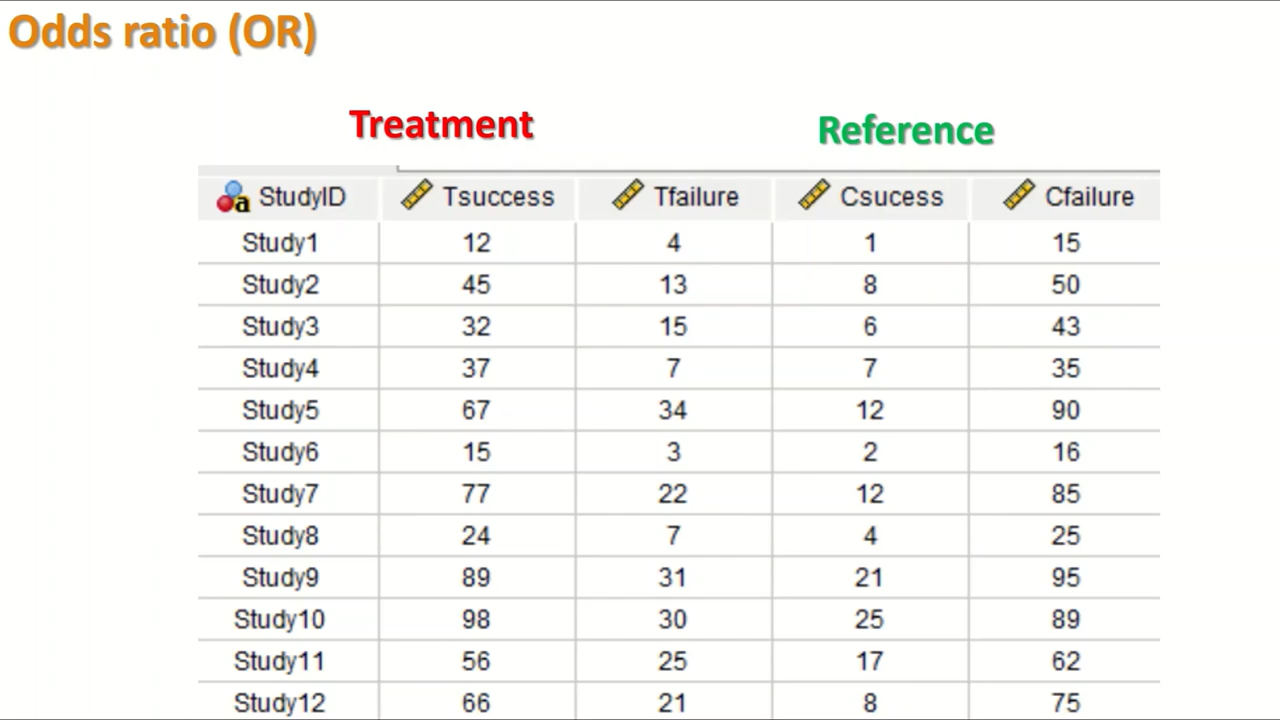 Odds ratio (OR)
Treatment Reference
StudyID Tsuccess Tfailure Csucess Cfailure
Study1 12 4 1 15
Study2 45 13 8 50
Study3 32 15 6 43
Study4 37 7 7 35
Study5 67 34 12 90
Study6 15 3 2 16
Study7 77 22 12 85
Study8 24 7 4 25
Study9 89 31 21 95
Study10 98 30 25 89
Study11 56 25 17 62
Study12 66 21 8 75